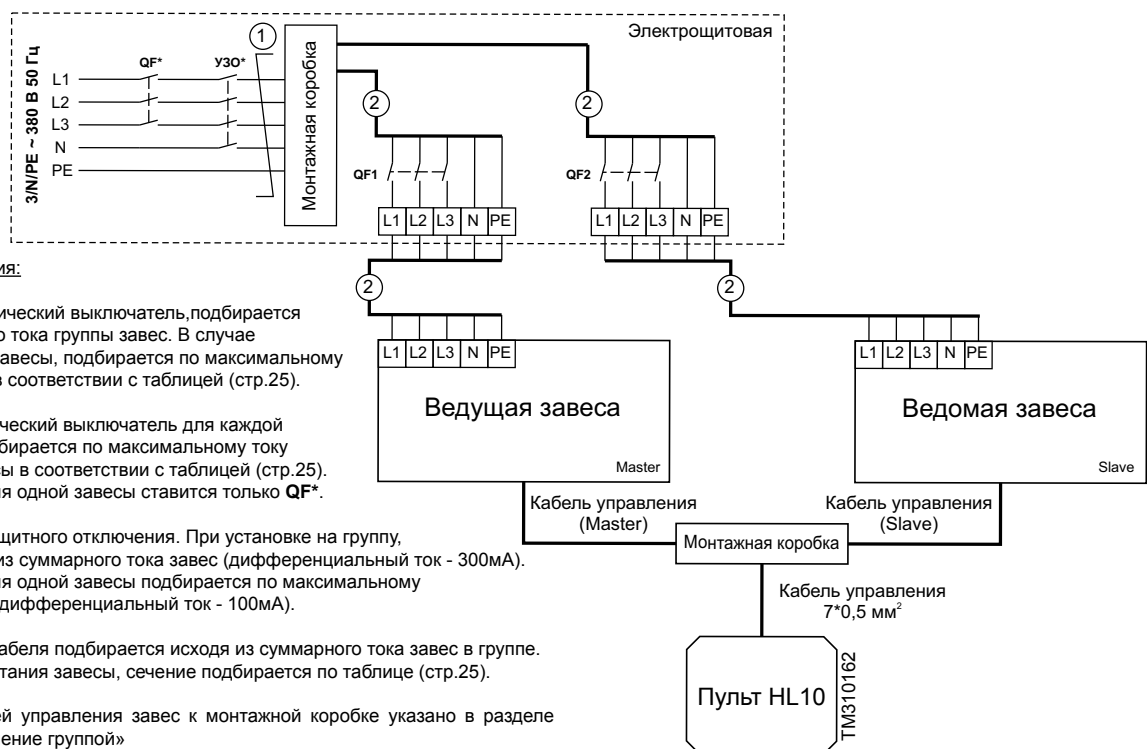 Электрощитовая
3/N/PE ~ 380 В 50 Гц
QF*
УЗО*
1
L1
L2
L3
N
PE
Монтажная коробка
2
2
QF1
QF2
L1 L2 L3 N PE
L1 L2 L3 N PE
2
2
L1 L2 L3 N PE
L1 L2 L3 N PE
Ведущая завеса
Master
Ведомая завеса
Slave
Кабель управления
(Master)
Кабель управления
(Slave)
Монтажная коробка
Кабель управления
7*0,5 мм²
Пульт HL10
TM310162
ия:
ический выключатель,подбирается
о тока группы завес. В случае
авесы, подбирается по максимальному
в соответствии с таблицей (стр.25).
ческий выключатель для каждой
бирается по максимальному току
сы в соответствии с таблицей (стр.25).
ия одной завесы ставится только QF*.
щитного отключения. При установке на группу,
из суммарного тока завес (дифференциальный ток - 300мА).
ия одной завесы подбирается по максимальному
дифференциальный ток - 100мА).
абеля подбирается исходя из суммарного тока завес в группе.
тания завесы, сечение подбирается по таблице (стр.25).
ей управления завес к монтажной коробке указано в разделе
ение группой»